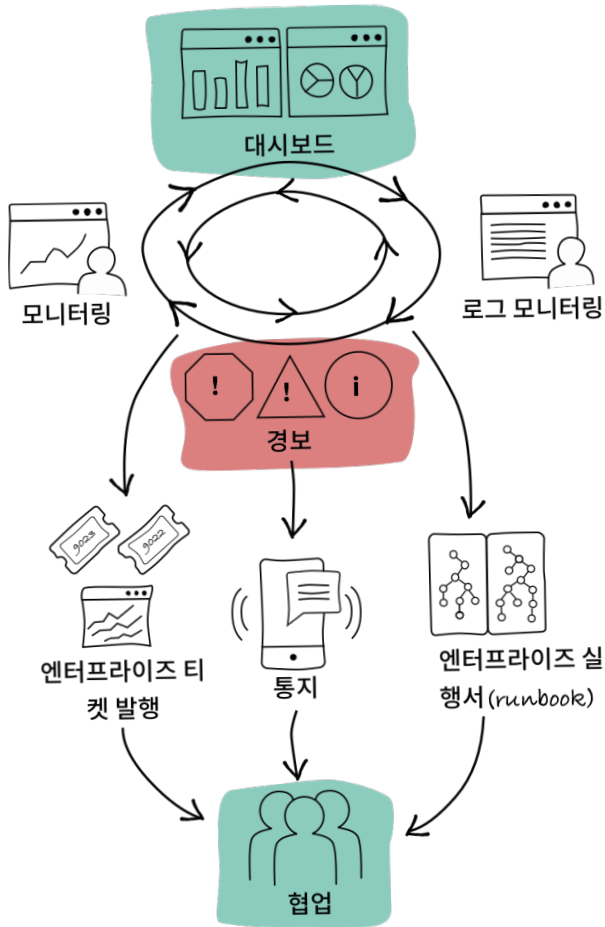 대시보드
모니터링
로그 모니터링
! ! i
경보
9023 9022
엔터프라이즈 티
켓 발행
통지
엔터프라이즈 실
행서(runbook)
협업